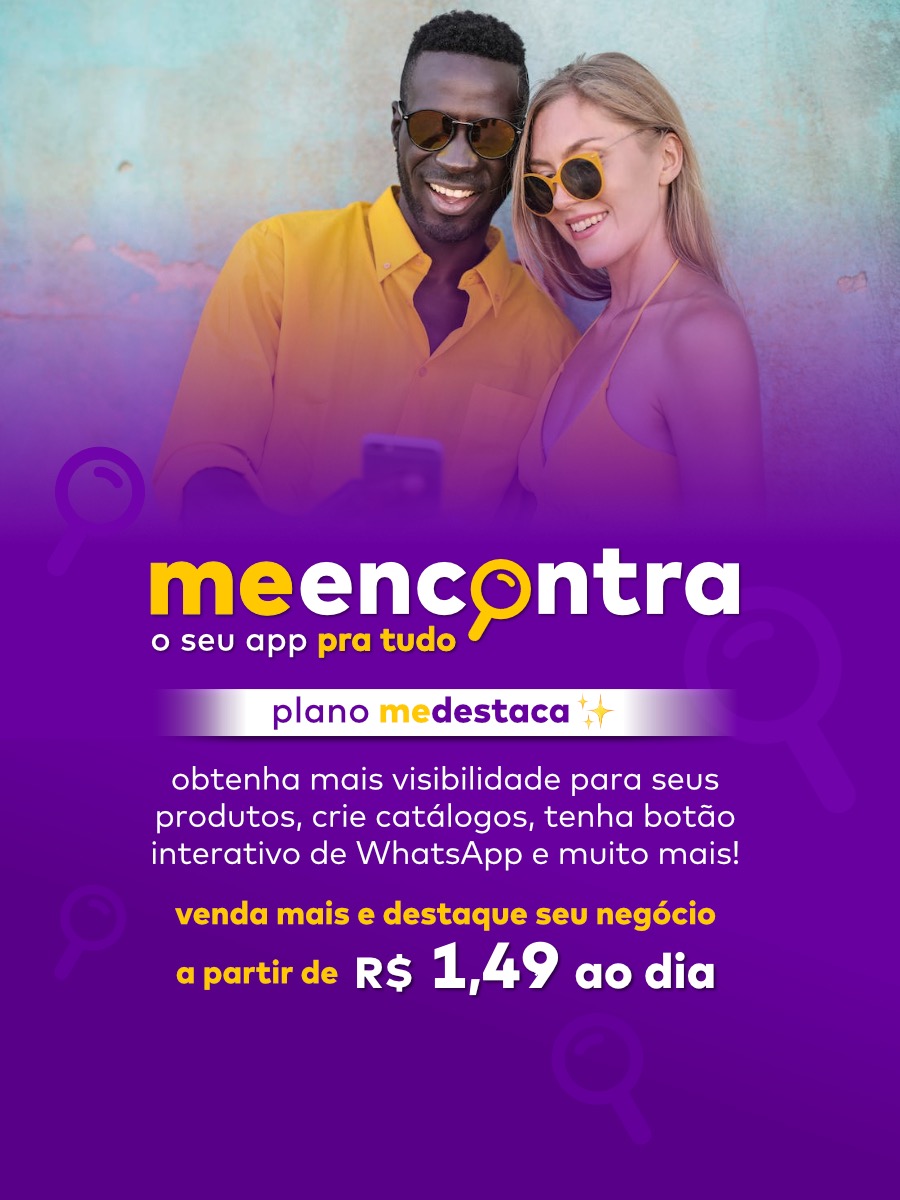 meencontra
o seu app pra tudo
plano medestaca✨
obtenha mais visibilidade para seus
produtos, crie catálogos, tenha botão
interativo de WhatsApp e muito mais!
venda mais e destaque seu negócio
a partir de R$ 1,49 ao dia